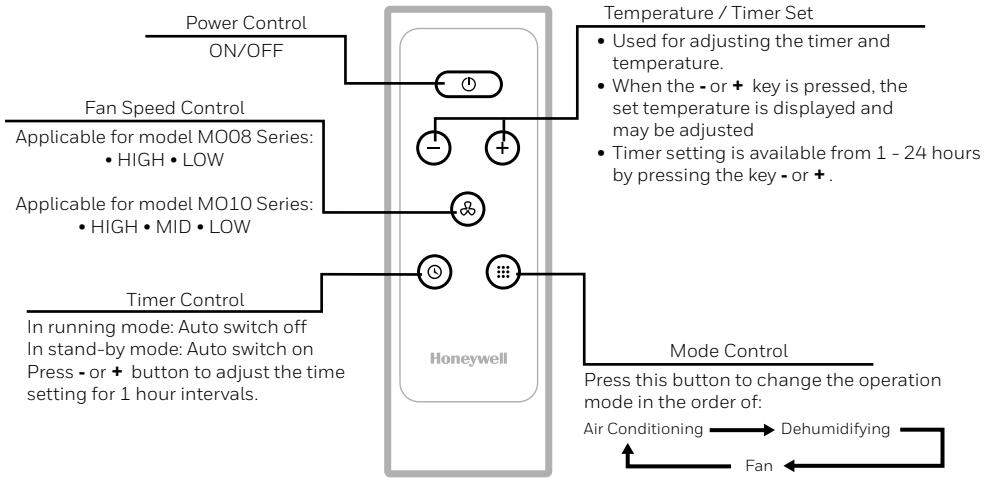 Power Control
ON/OFF
Fan Speed Control
Applicable for model MO08 Series:
• HIGH • LOW
Applicable for model MO10 Series:
• HIGH • MID • LOW
Timer Control
In running mode: Auto switch off
In stand-by mode: Auto switch on
Press - or + button to adjust the time
setting for 1 hour intervals.
Honeywell
Temperature / Timer Set
• Used for adjusting the timer and
temperature.
• When the - or + key is pressed, the
set temperature is displayed and
may be adjusted
• Timer setting is available from 1 - 24 hours
by pressing the key - or + .
Mode Control
Press this button to change the operation
mode in the order of:
Air Conditioning
Dehumidifying
Fan